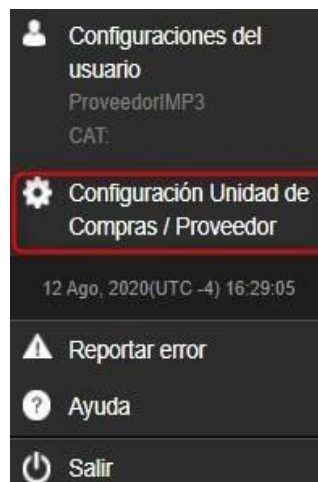 Configuraciones del
usuario
ProveedorIMP3
CAT:
Configuración Unidad de
Compras / Proveedor
12 Ago, 2020(UTC -4) 16:29:05
Reportar error
Ayuda
Salir